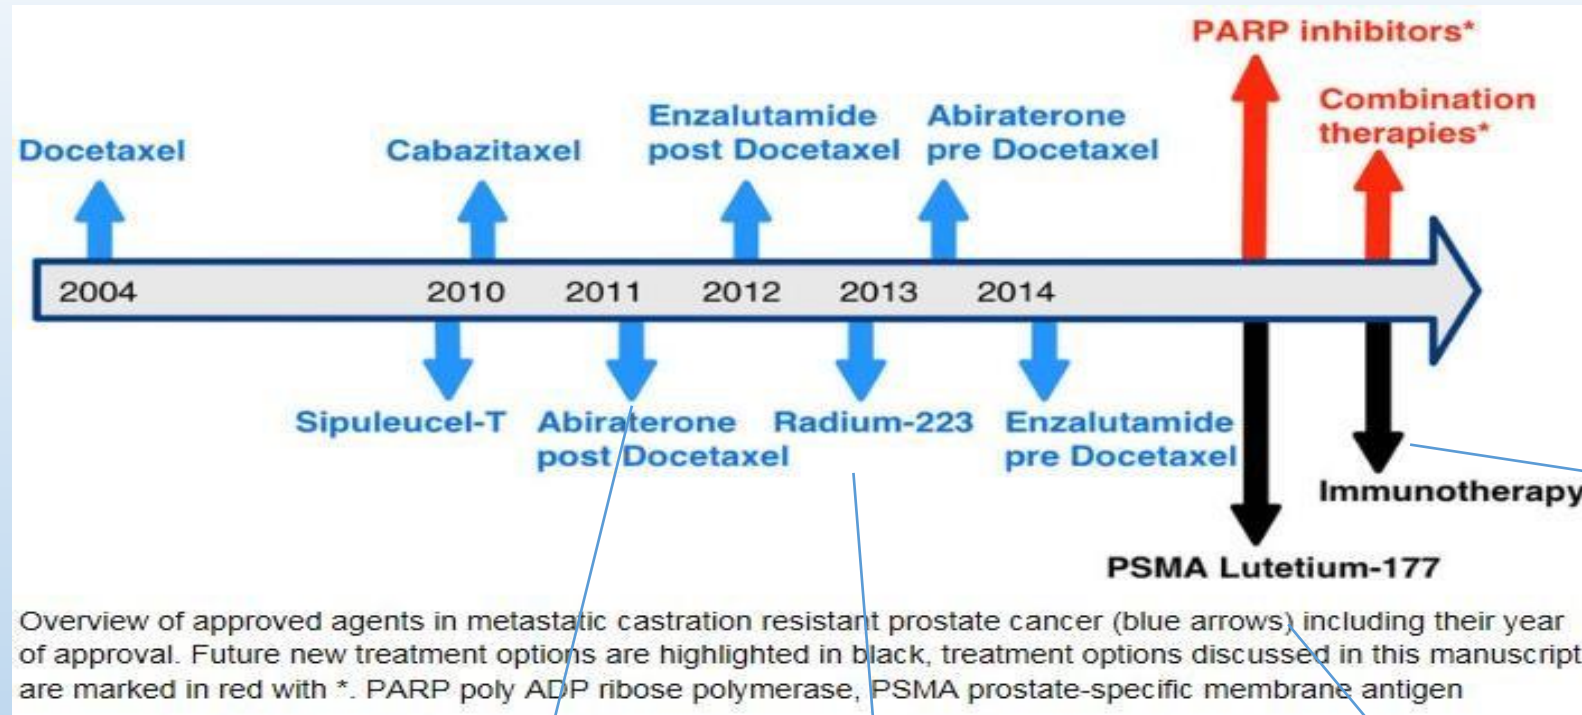 PARP inhibitors*
Combination
therapies*
Docetaxel
Cabazitaxel
Enzalutamide
post Docetaxel
Abiraterone
pre Docetaxel
2004 2010 2011 2012 2013 2014
Sipuleucel-T
Abiraterone
post Docetaxel
Radium-223
Enzalutamide
pre Docetaxel
Immunotherapy
PSMA Lutetium-177
Overview of approved agents in metastatic castration resistant prostate cancer (blue arrows) including their year
of approval. Future new treatment options are highlighted in black, treatment options discussed in this manuscript
are marked in red with *. PARP poly ADP ribose polymerase, PSMA prostate-specific membrane antigen